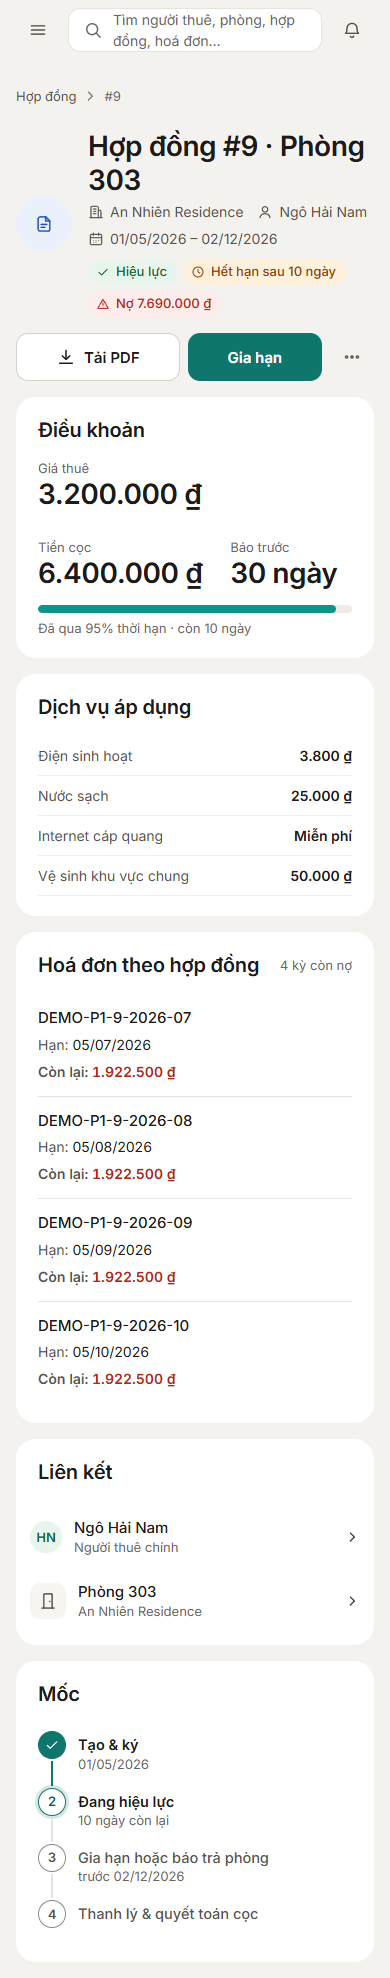 Tìm người thuê, phòng, hợp
đồng, hoá đơn...
Hợp đồng > #9
Hợp đồng #9 · Phòng
303
An Nhiên Residence Ngô Hải Nam
01/05/2026 – 02/12/2026
Hiệu lực Hết hạn sau 10 ngày
Nợ 7.690.000 ₫
Tải PDF Gia hạn
Điều khoản
Giá thuê
3.200.000 ₫
Tiền cọc Báo trước
6.400.000 ₫ 30 ngày
Đã qua 95% thời hạn · còn 10 ngày
Dịch vụ áp dụng
Điện sinh hoạt 3.800 ₫
Nước sạch 25.000 ₫
Internet cáp quang Miễn phí
Vệ sinh khu vực chung 50.000 ₫
Hoá đơn theo hợp đồng 4 kỳ còn nợ
DEMO-P1-9-2026-07
Hạn: 05/07/2026
Còn lại: 1.922.500 ₫
DEMO-P1-9-2026-08
Hạn: 05/08/2026
Còn lại: 1.922.500 ₫
DEMO-P1-9-2026-09
Hạn: 05/09/2026
Còn lại: 1.922.500 ₫
DEMO-P1-9-2026-10
Hạn: 05/10/2026
Còn lại: 1.922.500 ₫
Liên kết
HN Ngô Hải Nam
Người thuê chính
Phòng 303
An Nhiên Residence
Mốc
Tạo & ký
01/05/2026
2 Đang hiệu lực
10 ngày còn lại
3 Gia hạn hoặc báo trả phòng
trước 02/12/2026
4 Thanh lý & quyết toán cọc